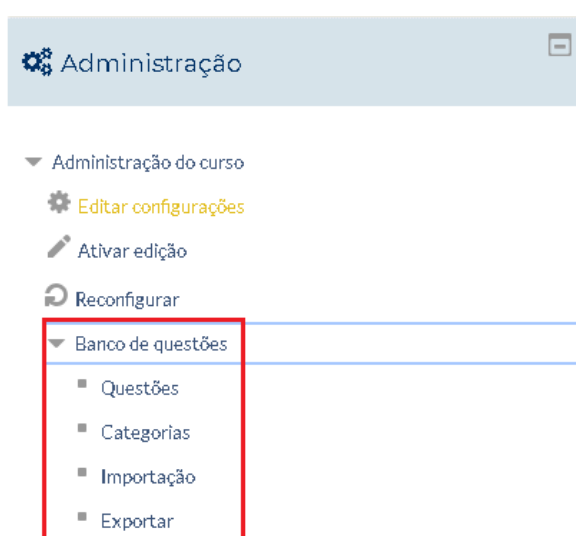 Administração
Administração do curso
Editar configurações
Ativar edição
Reconfigurar
Banco de questões
Questões
Categorias
Importação
Exportar